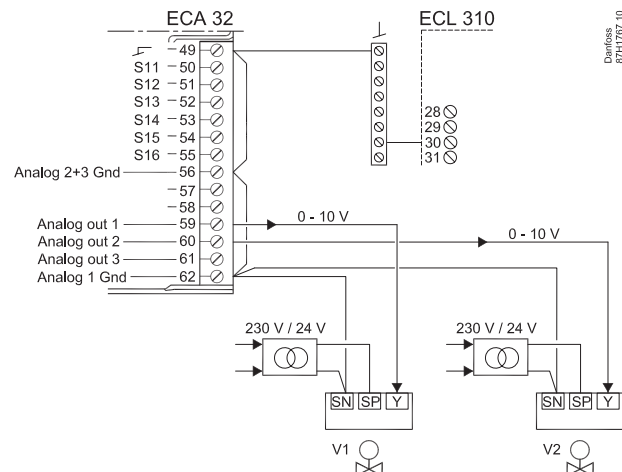 ECA 32
ECL 310
Danfoss
87H1767.10
49
S11 50
S12 51
S13 52
S14 53
S15 54
S16 55
Analog 2+3 Gnd 56
57
58
Analog out 1 59
Analog out 2 60
Analog out 3 61
Analog 1 Gnd 62
28
29
30
31
0 - 10 V
0 - 10 V
230 V / 24 V
230 V / 24 V
SN SP Y
SN SP Y
V1
V2